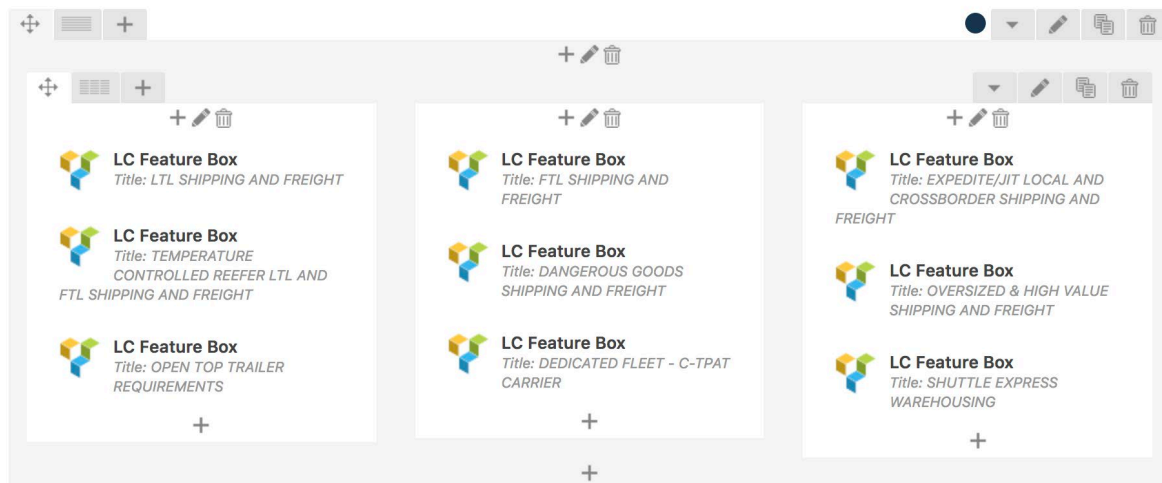 LC Feature Box
Title: LTL SHIPPING AND FREIGHT
LC Feature Box
Title: TEMPERATURE
CONTROLLED REEFER LTL AND
FTL SHIPPING AND FREIGHT
LC Feature Box
Title: OPEN TOP TRAILER
REQUIREMENTS
LC Feature Box
Title: FTL SHIPPING AND
FREIGHT
LC Feature Box
Title: DANGEROUS GOODS
SHIPPING AND FREIGHT
LC Feature Box
Title: DEDICATED FLEET - C-TPAT
CARRIER
LC Feature Box
Title: EXPEDITE/JIT LOCAL AND
CROSSBORDER SHIPPING AND
FREIGHT
LC Feature Box
Title: OVERSIZED & HIGH VALUE
SHIPPING AND FREIGHT
LC Feature Box
Title: SHUTTLE EXPRESS
WAREHOUSING